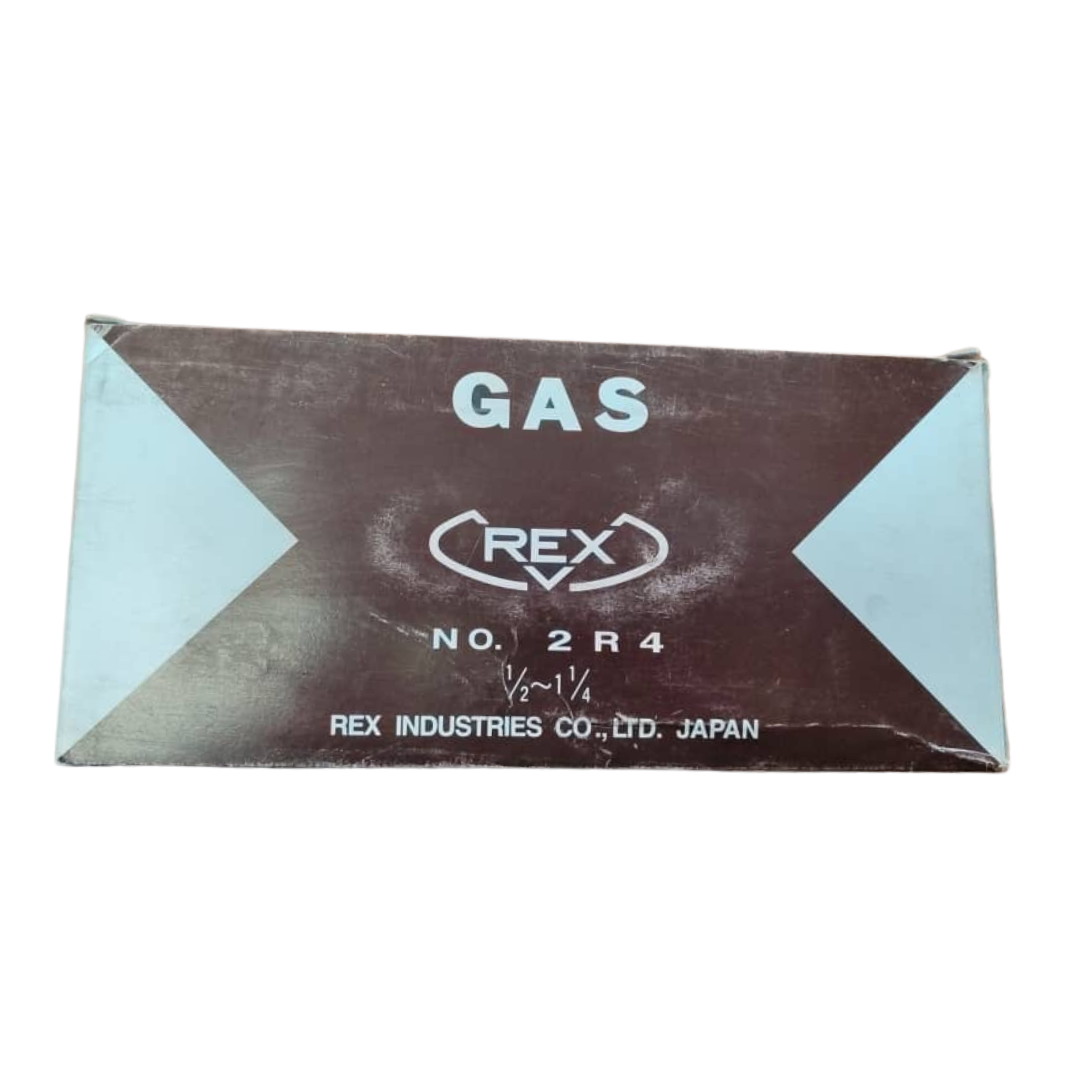 GAS
REX
NO. 2R4
1/2~1 1/4
REX INDUSTRIES CO., LTD. JAPAN